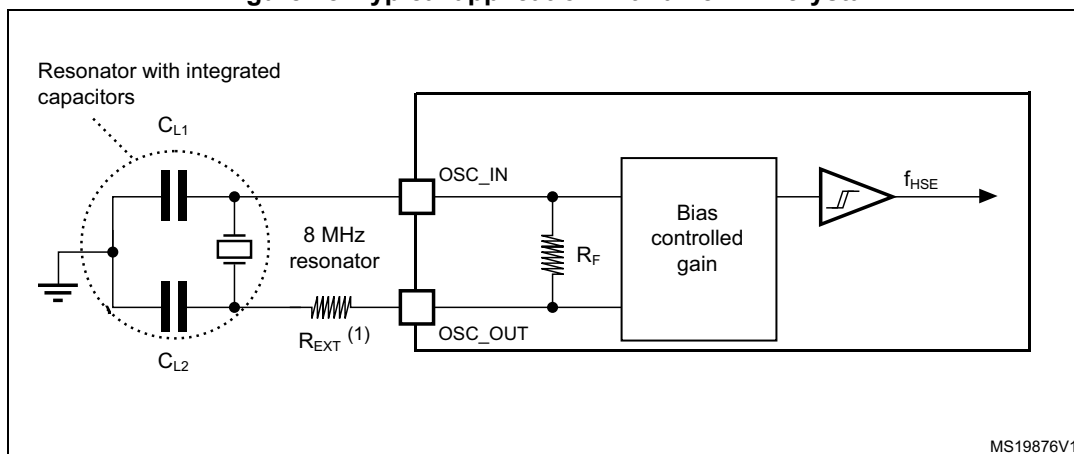 Resonator with integrated
capacitors
CL1
OSC_IN
fHSE
8 MHz
resonator
RF
Bias
controlled
gain
REXT (1)
OSC_OUT
CL2
MS19876V1